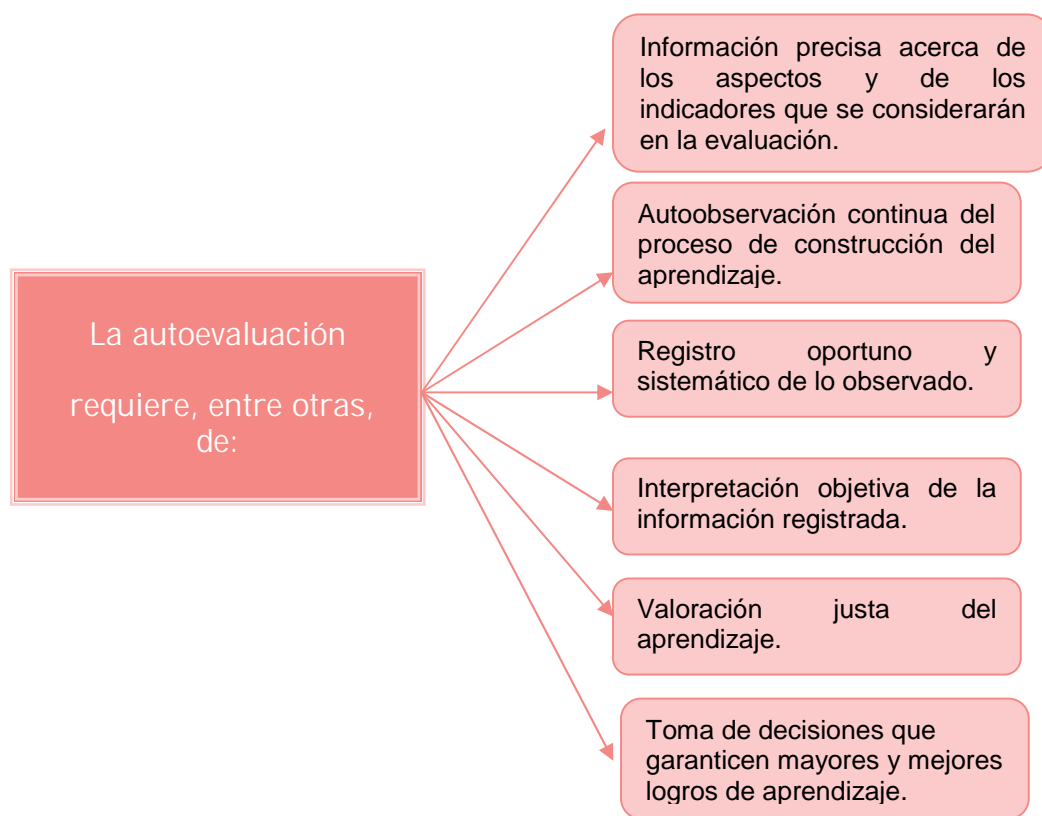 La autoevaluación
requiere, entre otras,
de:
Información precisa acerca de
los aspectos y de los
indicadores que se considerarán
en la evaluación.
Autoobservación continua del
proceso de construcción del
aprendizaje.
Registro oportuno y
sistemático de lo observado.
Interpretación objetiva de la
información registrada.
Valoración justa del
aprendizaje.
Toma de decisiones que
garanticen mayores y mejores
logros de aprendizaje.